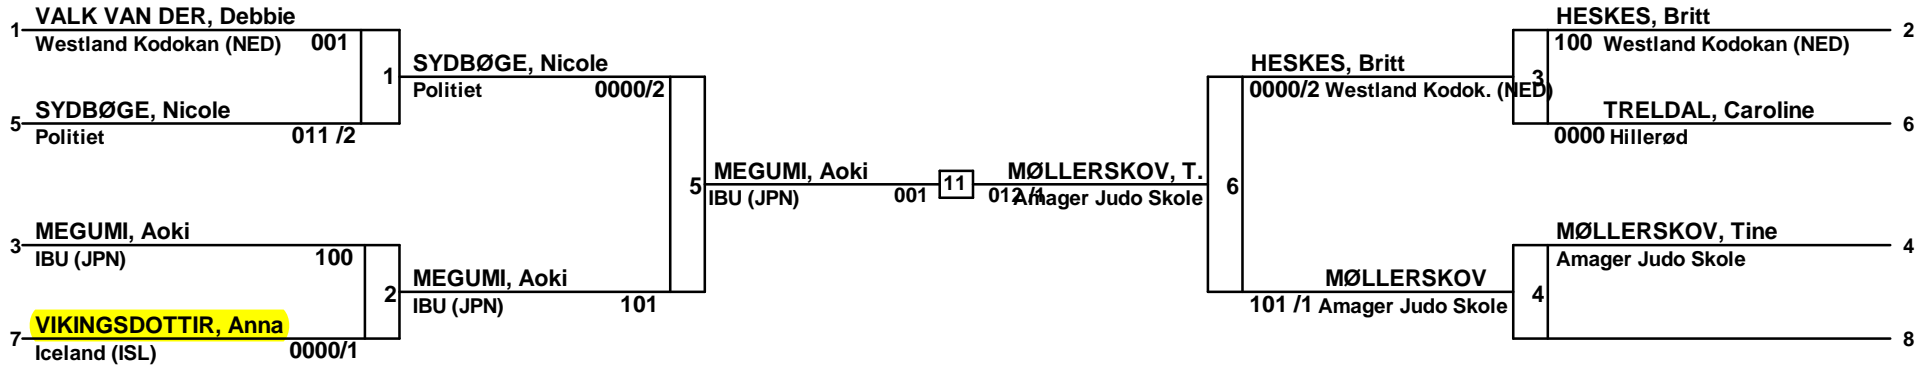 1 VALK VAN DER, Debbie
Westland Kodokan (NED) 001
5 SYDBØGE, Nicole
Politiet 011 /2
3 MEGUMI, Aoki
IBU (JPN) 100
7 VIKINGSDOTTIR, Anna
Iceland (ISL) 0000/1
1 SYDBØGE, Nicole
Politiet 0000/2
2 MEGUMI, Aoki
IBU (JPN) 101
5 MEGUMI, Aoki
IBU (JPN) 001
11
MØLLERSKOV, T. 6
012 /1 Amager Judo Skole
HESKES, Britt 3
0000/2 Westland Kodok. (NED)
MØLLERSKOV 4
101 /1 Amager Judo Skole
HESKES, Britt 2
100 Westland Kodokan (NED)
TRELDAL, Caroline 6
0000 Hillerød
MØLLERSKOV, Tine 4
Amager Judo Skole
8